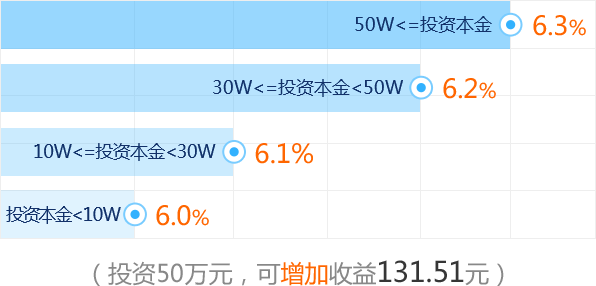 50W<=投资本金 6.3%
30W<=投资本金<50W 6.2%
10W<=投资本金<30W 6.1%
投资本金<10W 6.0%
（投资50万元，可增加收益131.51元）